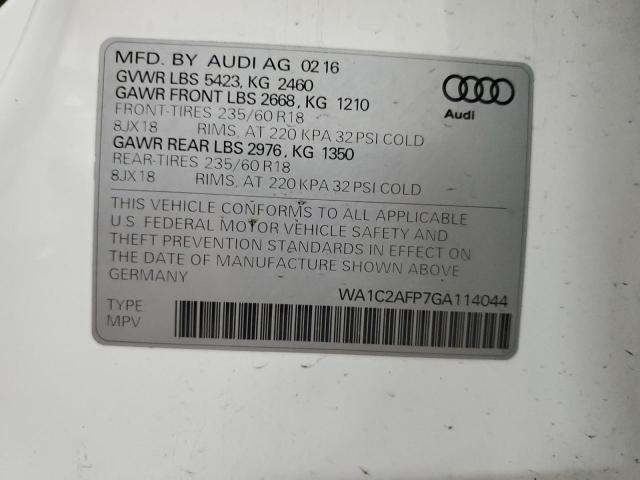 MFD. BY AUDI AG 02 16
GVWR LBS 5423, KG 2460
GAWR FRONT LBS 2668, KG 1210
FRONT-TIRES 235/60 R18
8JX18 RIMS, AT 220 KPA 32 PSI COLD
GAWR REAR LBS 2976, KG 1350
REAR-TIRES 235/60 R18
8JX18 RIMS, AT 220 KPA 32 PSI COLD
Audi
THIS VEHICLE CONFORMS TO ALL APPLICABLE
U.S FEDERAL MOTOR VEHICLE SAFETY AND
THEFT PREVENTION STANDARDS IN EFFECT ON
THE DATE OF MANUFACTURE SHOWN ABOVE
GERMANY
WA1C2AFP7GA114044
TYPE
MPV